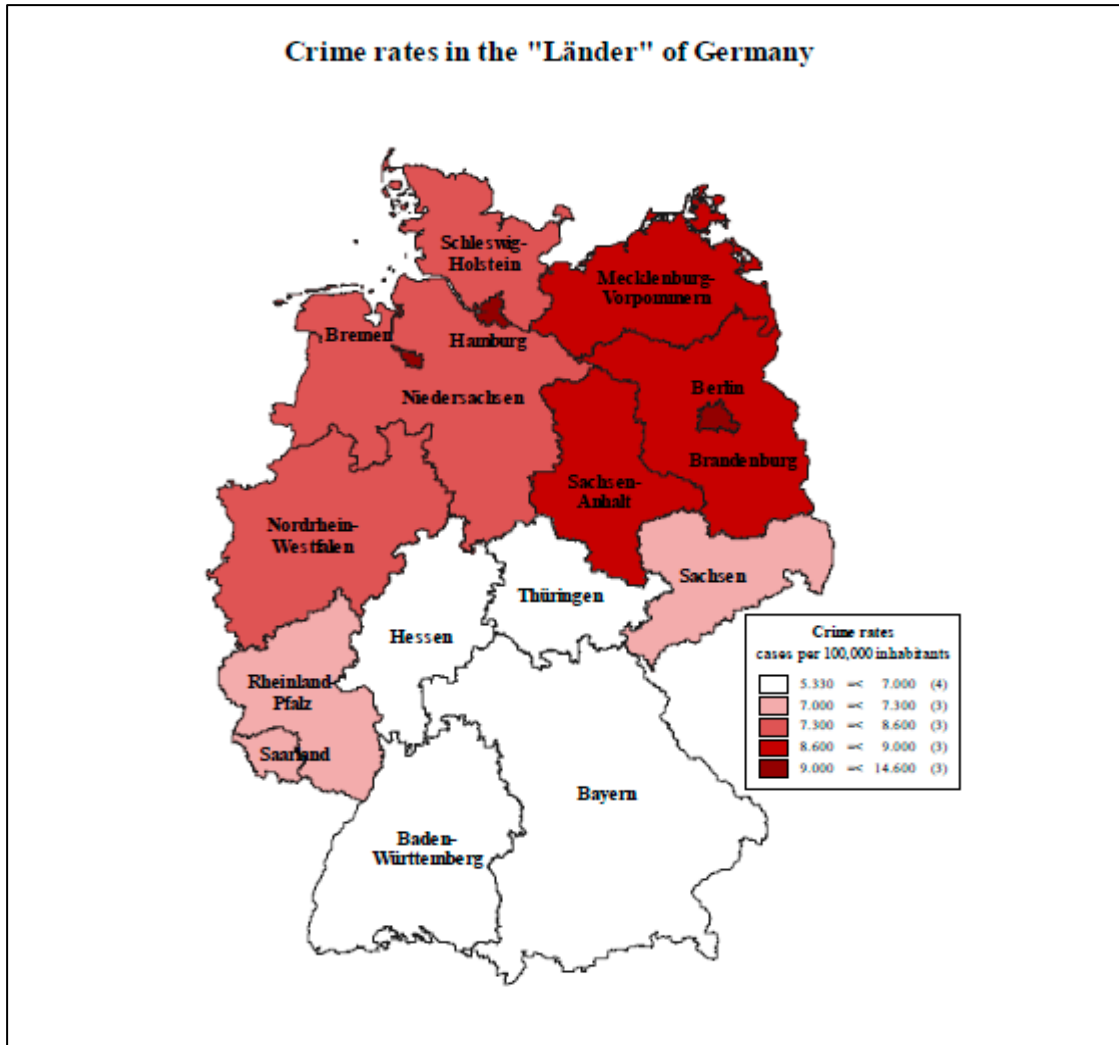 Crime rates in the "Länder" of Germany
Schleswig-
Holstein
Mecklenburg-
Vorpommern
Bremen
Hamburg
Niedersachsen
Berlin
Brandenburg
Sachsen-
Anhalt
Nordrhein-
Westfalen
Sachsen
Thüringen
Hessen
Crime rates
cases per 100,000 inhabitants
5.330 =< 7.000 (4)
7.000 =< 7.300 (3)
7.300 =< 8.600 (3)
8.600 =< 9.000 (3)
9.000 =< 14.600 (3)
Rheinland-
Pfalz
Saarland
Bayern
Baden-
Württemberg